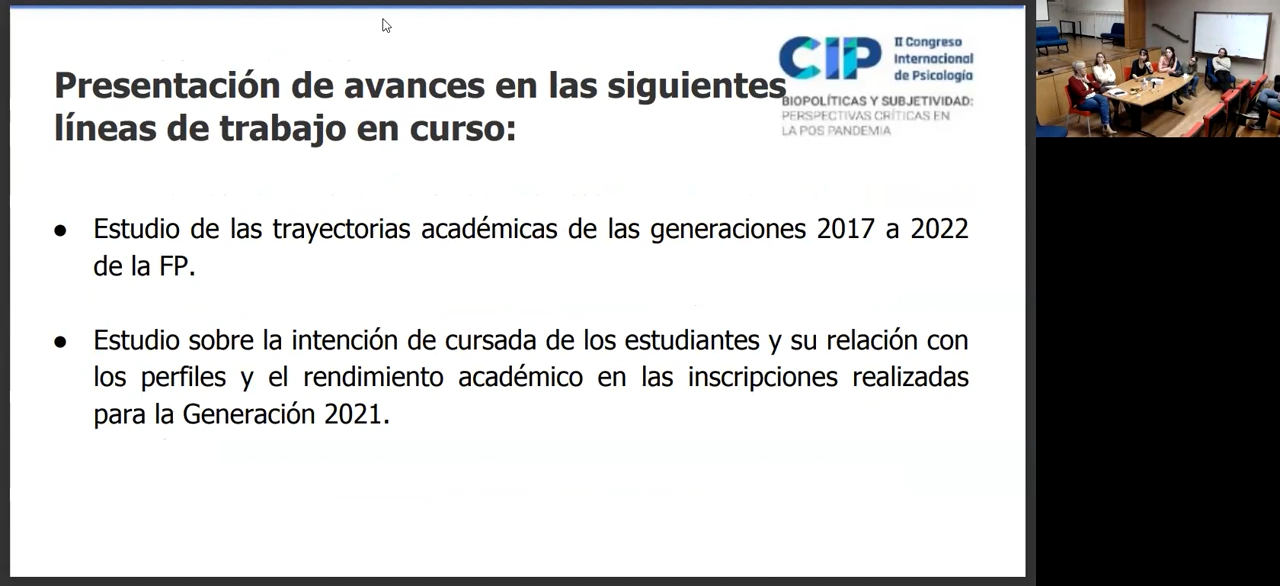 Presentación de avances en las siguientes
líneas de trabajo en curso:
CIP
II Congreso
Internacional
de Psicología
BIOPOLÍTICAS Y SUBJETIVIDAD:
PERSPECTIVAS CRÍTICAS EN
LA POS PANDEMIA
● Estudio de las trayectorias académicas de las generaciones 2017 a 2022
de la FP.
● Estudio sobre la intención de cursada de los estudiantes y su relación con
los perfiles y el rendimiento académico en las inscripciones realizadas
para la Generación 2021.